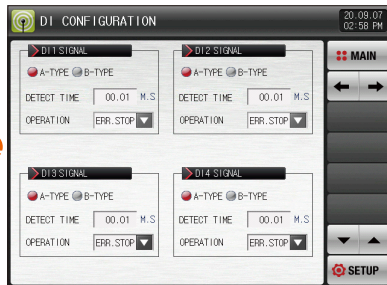 DI CONFIGURATION
20.09.07
02:58 PM
DI1 SIGNAL
A-TYPE B-TYPE
DETECT TIME 00.01 M.S
OPERATION ERR.STOP
DI2 SIGNAL
A-TYPE B-TYPE
DETECT TIME 00.01 M.S
OPERATION ERR.STOP
DI3 SIGNAL
A-TYPE B-TYPE
DETECT TIME 00.01 M.S
OPERATION ERR.STOP
DI4 SIGNAL
A-TYPE B-TYPE
DETECT TIME 00.01 M.S
OPERATION ERR.STOP
MAIN
SETUP